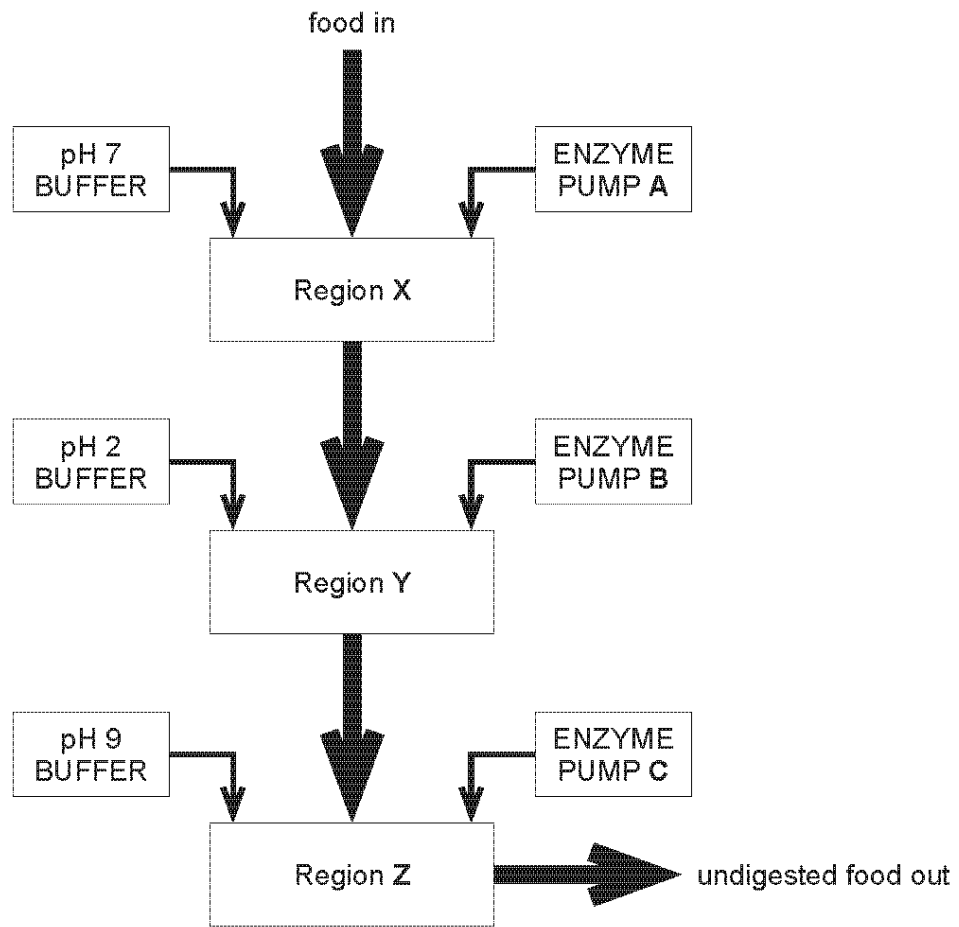 food in
pH 7
BUFFER
ENZYME
PUMP A
Region X
pH 2
BUFFER
ENZYME
PUMP B
Region Y
pH 9
BUFFER
ENZYME
PUMP C
Region Z
undigested food out